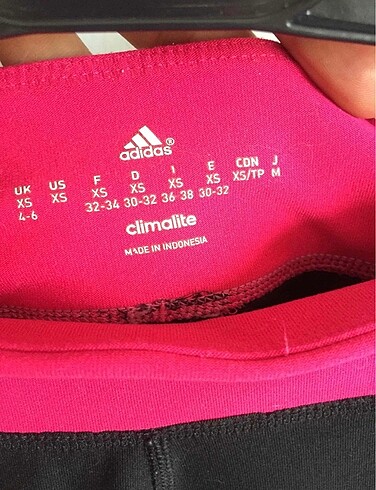 adidas®
UK US F D I E CDN J
XS XS XS XS XS XS XS/TP M
4-6 32-34 30-32 36 38 30-32
climalite
MADE IN INDONESIA